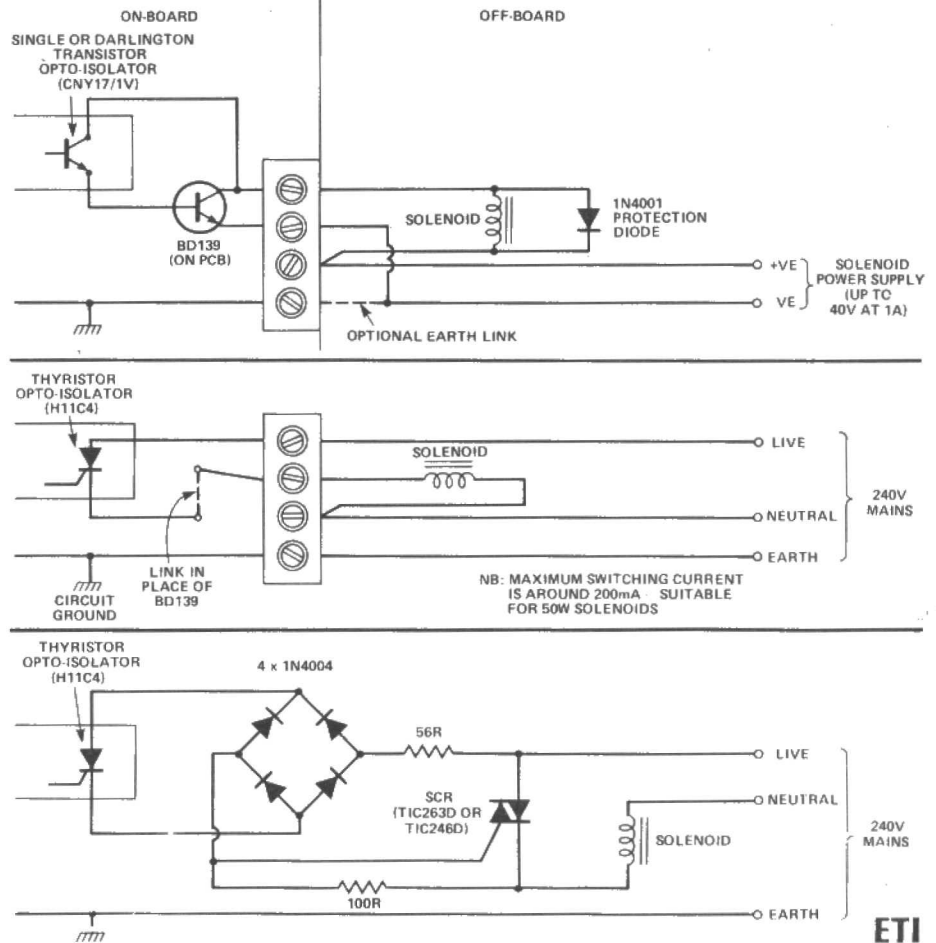 ON-BOARD
OFF-BOARD
SINGLE OR DARLINGTON
TRANSISTOR
OPTO-ISOLATOR
(CNY17/1V)
BD139
(ON PCB)
SOLENOID
1N4001
PROTECTION
DIODE
+VE
VE
SOLENOID
POWER SUPPLY
(UP TO
40V AT 1A)
OPTIONAL EARTH LINK
THYRISTOR
OPTO-ISOLATOR
(H11C4)
SOLENOID
LIVE
NEUTRAL
EARTH
240V
MAINS
LINK IN
PLACE OF
BD139
CIRCUIT
GROUND
NB: MAXIMUM SWITCHING CURRENT
IS AROUND 200mA SUITABLE
FOR 50W SOLENOIDS
THYRISTOR
OPTO-ISOLATOR
(H11C4)
4 x 1N4004
56R
SCR
(TIC263D OR
TIC246D)
100R
SOLENOID
LIVE
NEUTRAL
EARTH
240V
MAINS
ETI